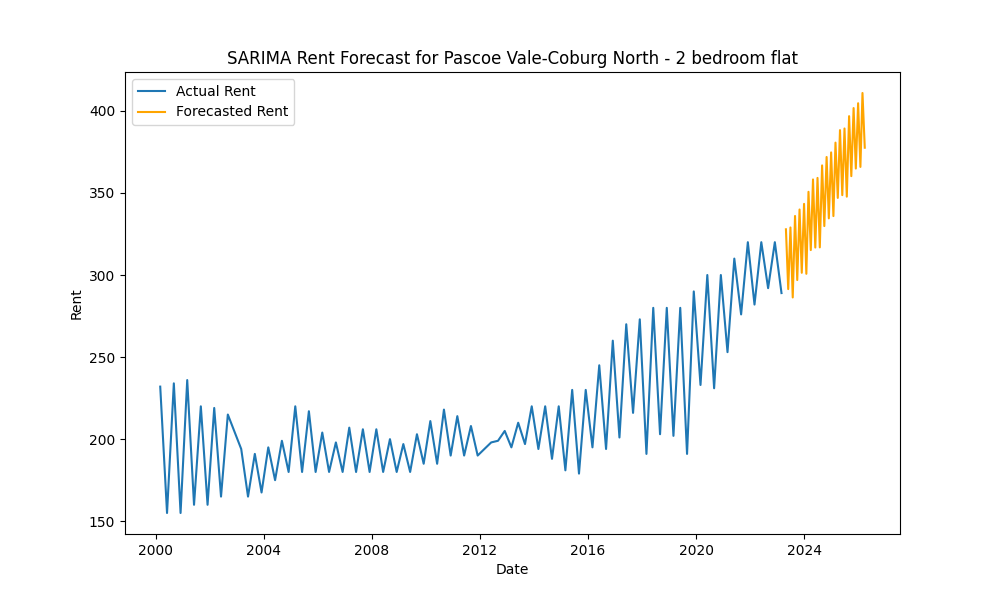 SARIMA Rent Forecast for Pascoe Vale-Coburg North - 2 bedroom flat
Actual Rent
Forecasted Rent
400
350
300
250
200
150
Rent
2000 2004 2008 2012 2016 2020 2024
Date